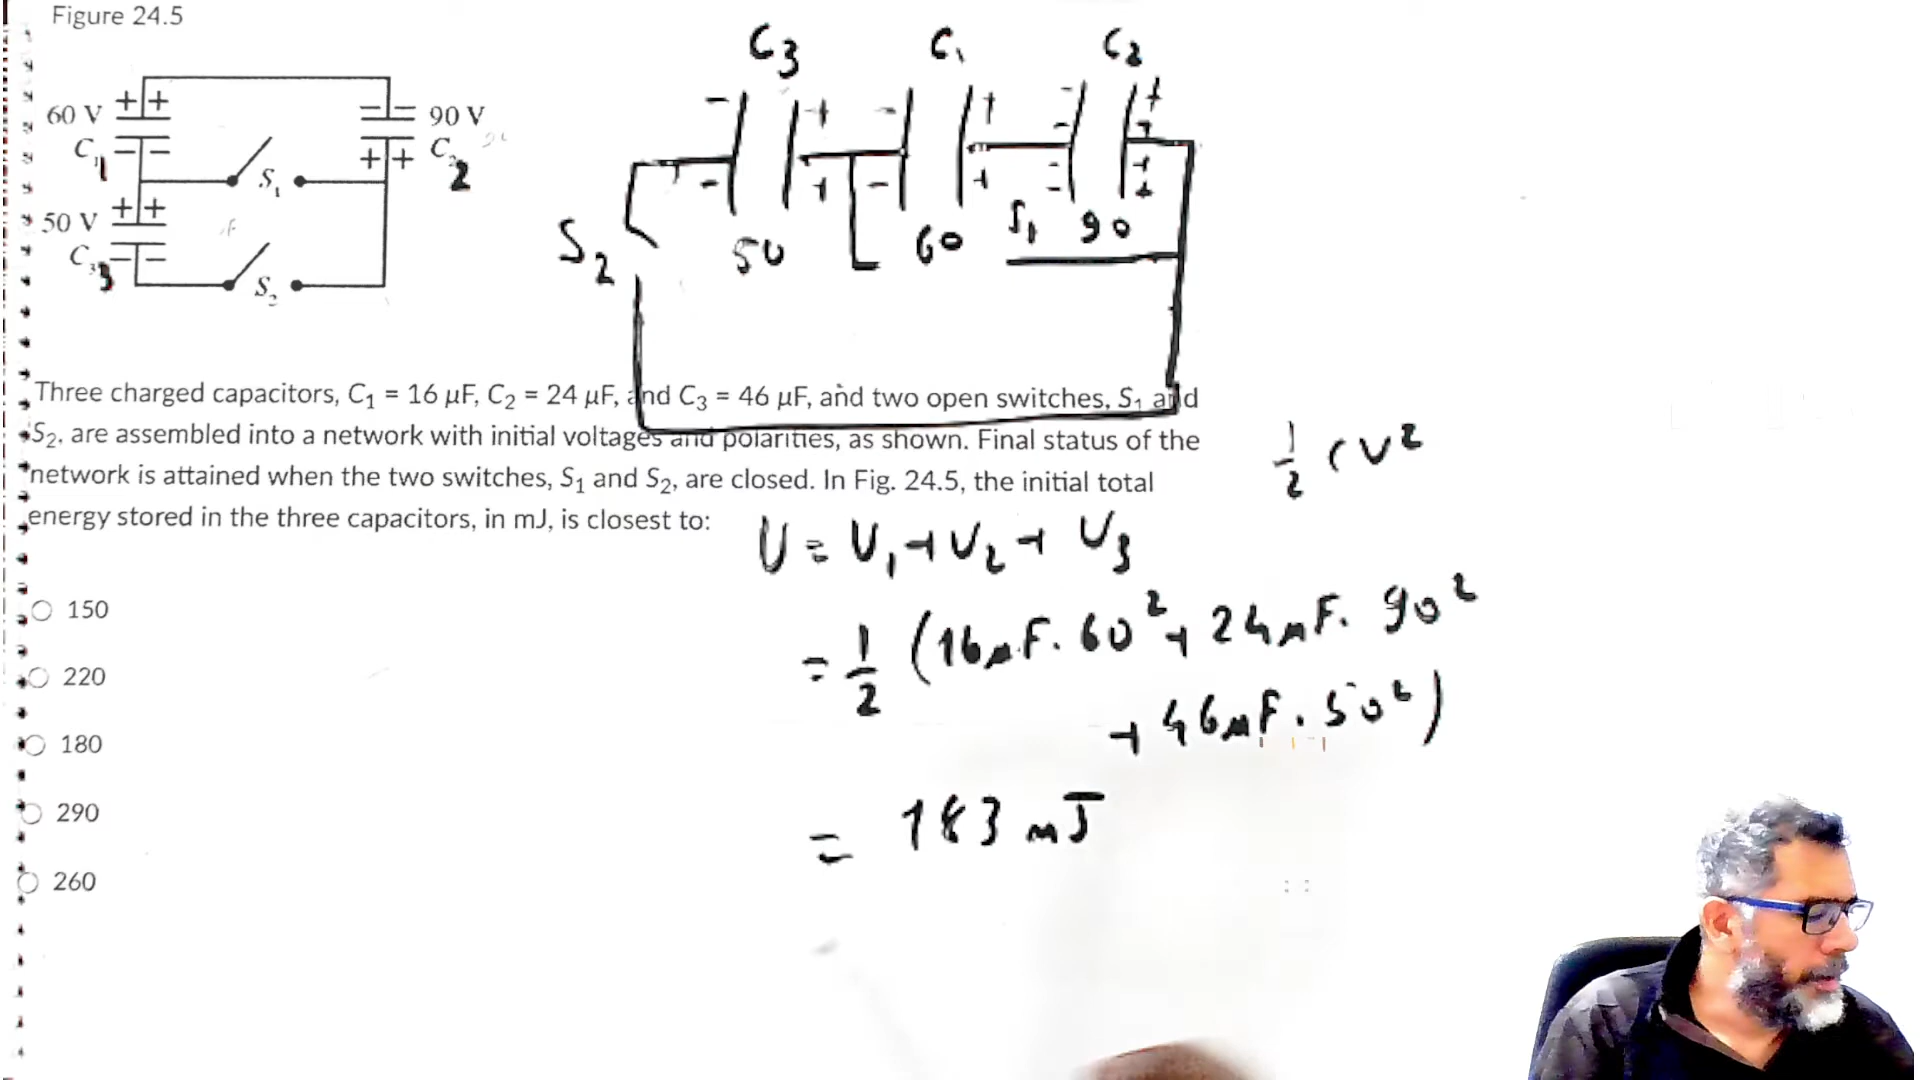 Figure 24.5
60 V
C₁
90 V
C₂
S₁
50 V
C₃
S₂
C₃ C₁ C₂
50 60 S₁ 90
S₂
Three charged capacitors, C₁ = 16 μF, C₂ = 24 μF, and C₃ = 46 μF, and two open switches, S₁ and
S₂, are assembled into a network with initial voltages and polarities, as shown. Final status of the
network is attained when the two switches, S₁ and S₂, are closed. In Fig. 24.5, the initial total
energy stored in the three capacitors, in mJ, is closest to:
1/2 CV²
U = U₁ + U₂ + U₃
= 1/2 (16μF. 60² + 24μF. 90²
+ 46μF. 50²)
= 183 mJ
150
220
180
290
260